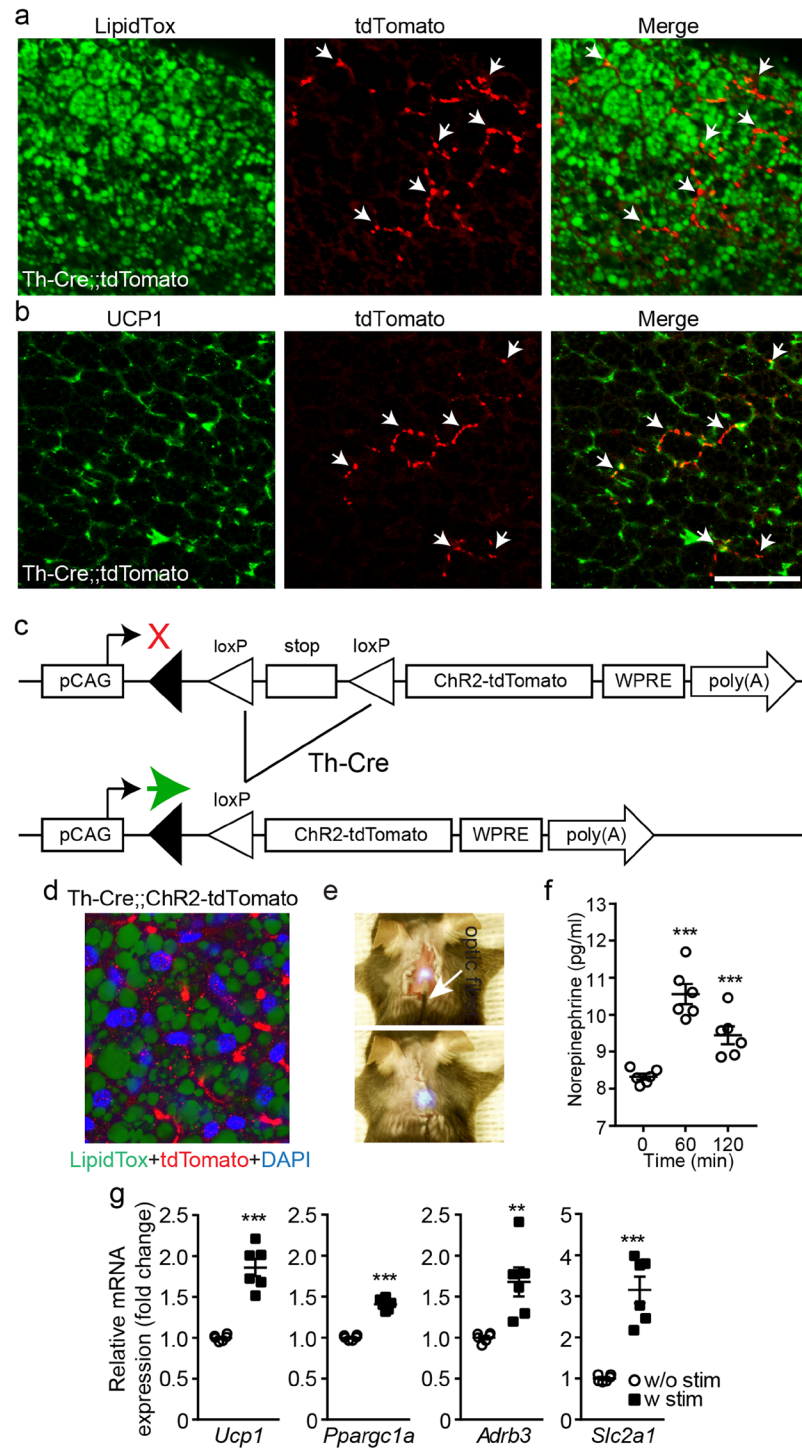 a
LipidTox tdTomato Merge
Th-Cre;;tdTomato
b
UCP1 tdTomato Merge
Th-Cre;;tdTomato
c
X
loxP stop loxP
pCAG ChR2-tdTomato WPRE poly(A)
Th-Cre
loxP
pCAG ChR2-tdTomato WPRE poly(A)
d
Th-Cre;;ChR2-tdTomato
LipidTox+tdTomato+DAPI
e
optic
f
Norepinephrine (pg/ml)
13
12
11
10
9
8
7
***
***
0 60 120
Time (min)
g
Relative mRNA
expression (fold change)
2.5
2.0
1.5
1.0
0.5
0
***
Ucp1
2.5
2.0
1.5
1.0
0.5
0
***
Ppargc1a
2.5
2.0
1.5
1.0
0.5
0
**
Adrb3
5
4
3
2
1
0
***
Slc2a1
w/o stim
w stim